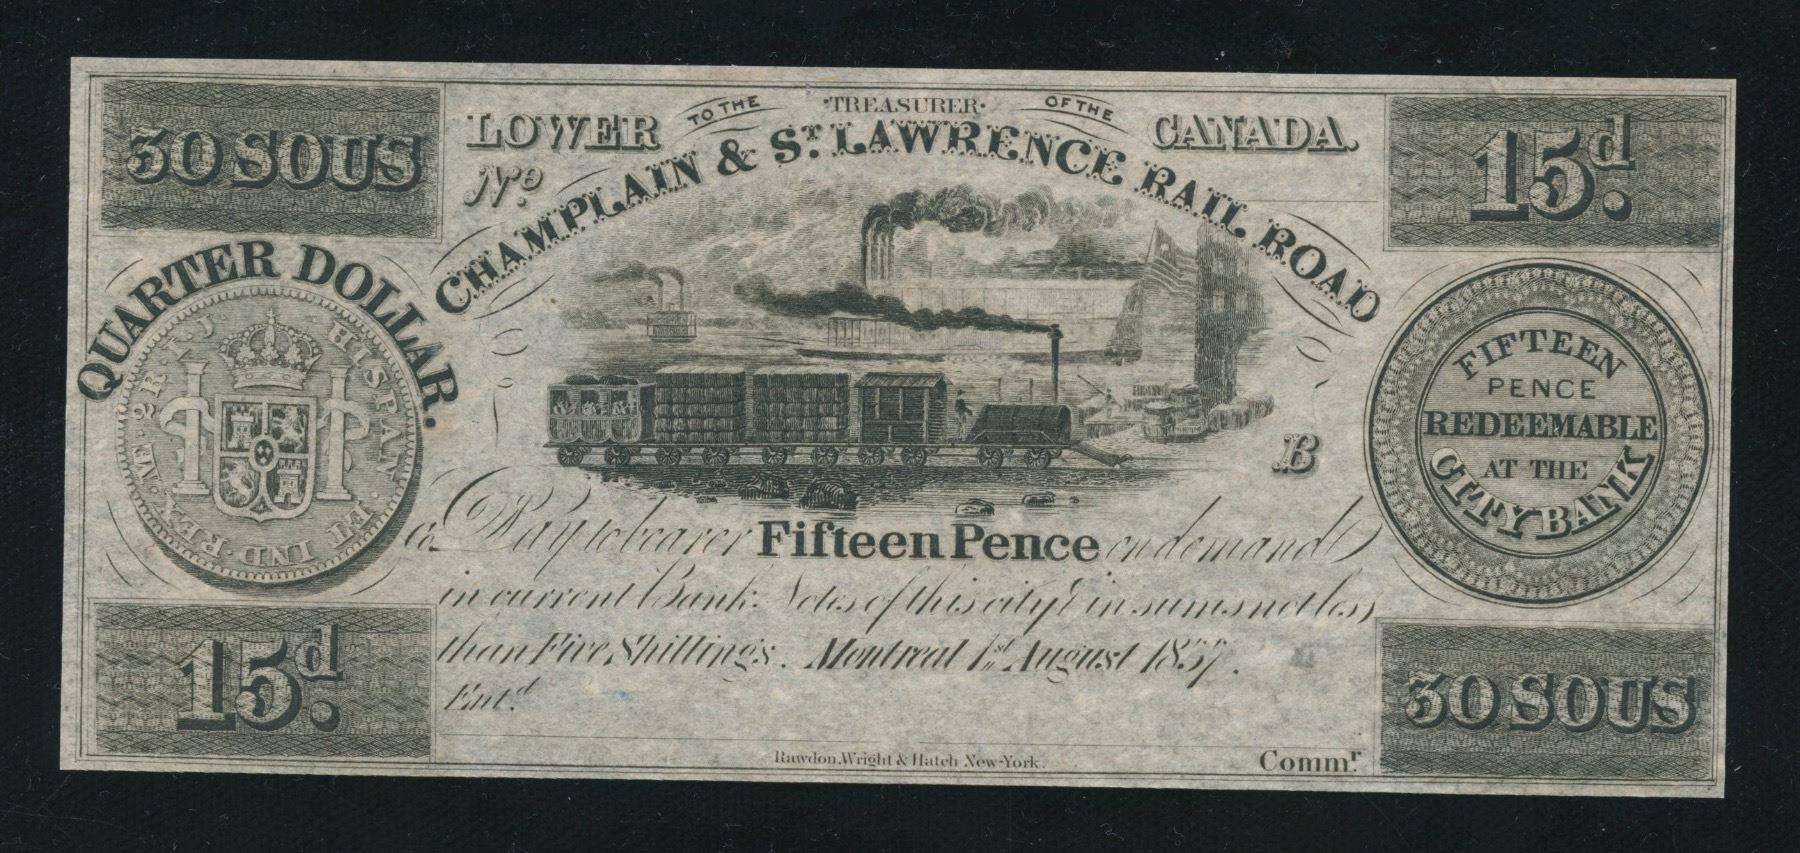 30 SOUS
LOWER TO THE TREASURER OF THE CANADA.
15d.
No.
CHAMPLAIN & ST. LAWRENCE RAIL ROAD
QUARTER DOLLAR.
HISPAN. ET IND. REX. M. 2R. J
FIFTEEN
PENCE
REDEEMABLE
AT THE
CITY BANK
B
Pay to bearer Fifteen Pence on demand
in current Bank Notes of this city & in sums not less
than Five Shillings. Montreal 1st August 1837.
15d.
Entd.
30 SOUS
Rawdon, Wright & Hatch New-York.
Commr.